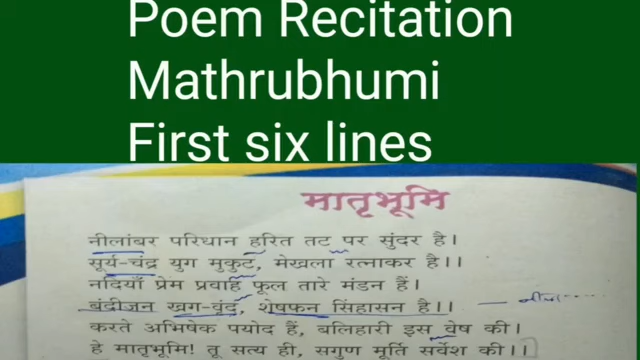 Poem Recitation
Mathrubhumi
First six lines
मातृभूमि
नीलांबर परिधान हरित तट पर सुंदर है।
सूर्य-चंद्र युग मुकुट, मेखला रत्नाकर है।।
नदियाँ प्रेम प्रवाह फूल तारे मंडन हैं।
बंदीजन खग-वृंद, शेषफन सिंहासन है।।
करते अभिषेक पयोद हैं, बलिहारी इस वेष की।
हे मातृभूमि! तू सत्य ही, सगुण मूर्ति सर्वेश की।।